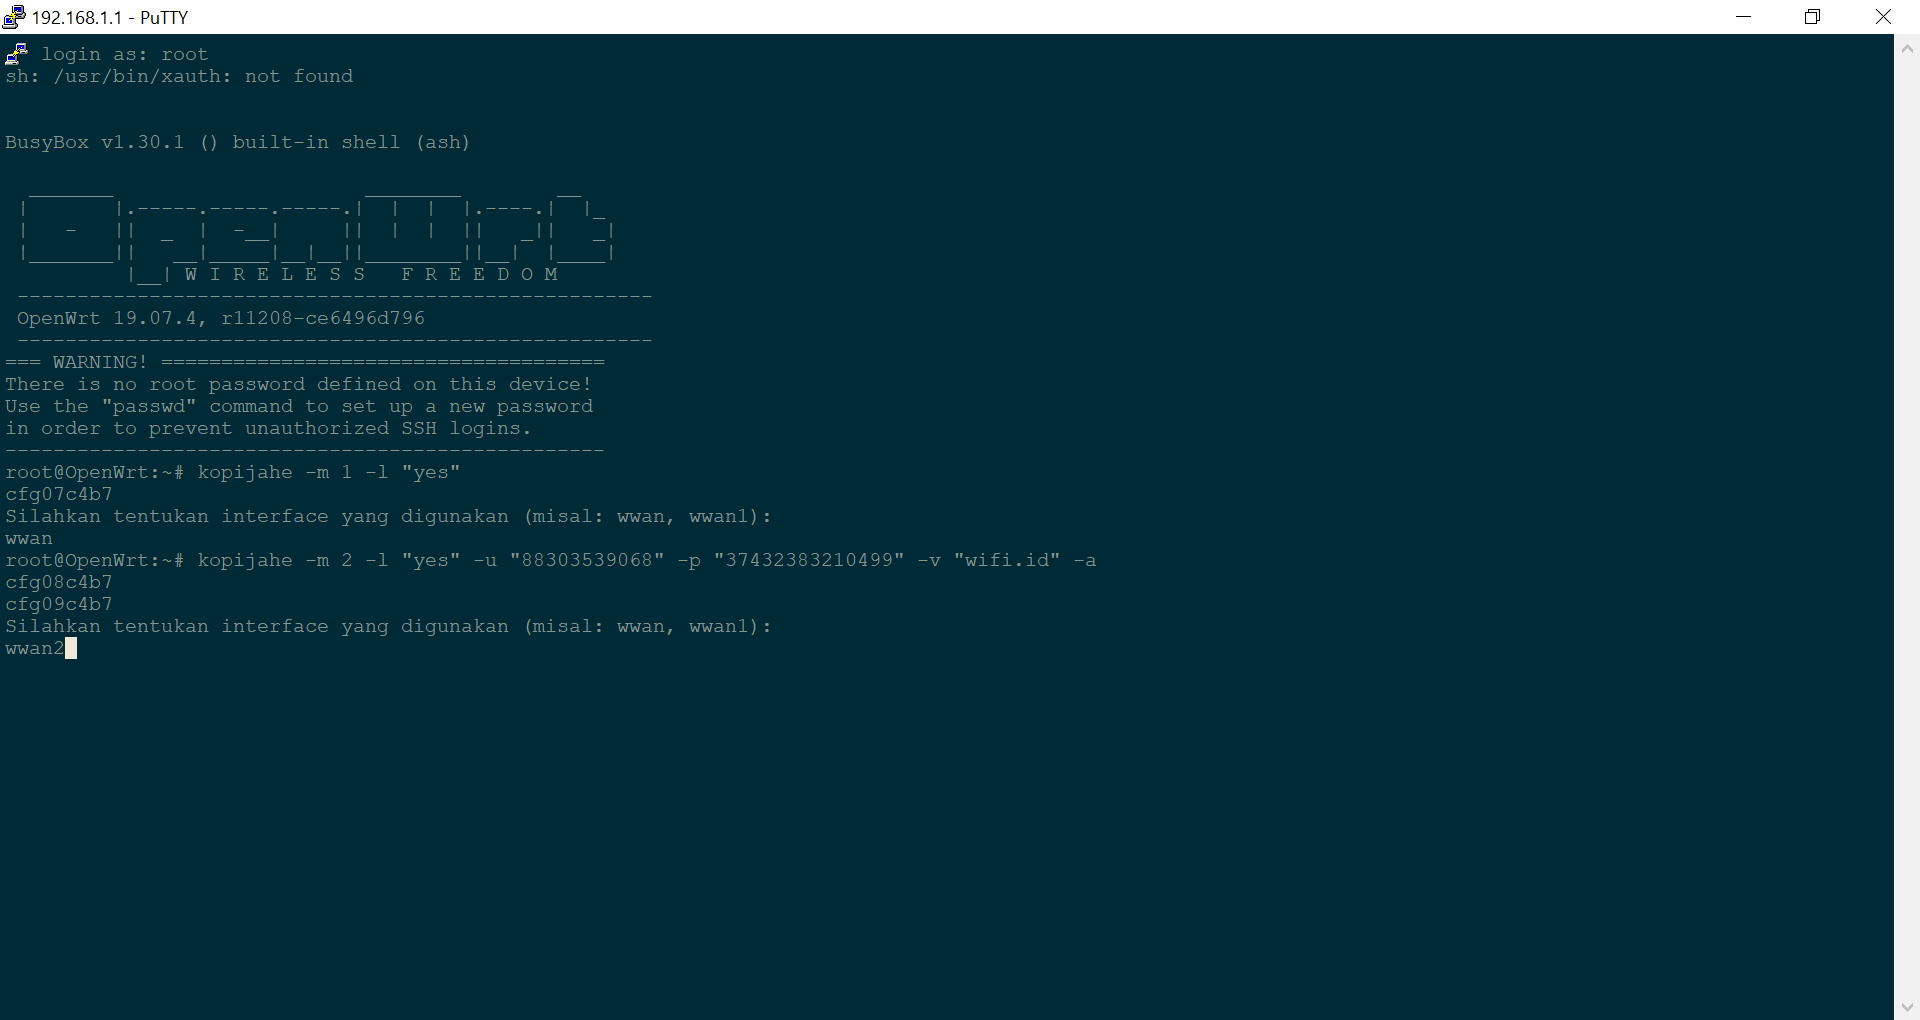 192.168.1.1 - PuTTY
login as: root
sh: /usr/bin/xauth: not found
BusyBox v1.30.1 () built-in shell (ash)
OpenWrt
W I R E L E S S   F R E E D O M
-----------------------------------------------------
OpenWrt 19.07.4, r11208-ce6496d796
-----------------------------------------------------
=== WARNING! =====================================
There is no root password defined on this device!
Use the "passwd" command to set up a new password
in order to prevent unauthorized SSH logins.
--------------------------------------------------
root@OpenWrt:~# kopijahe -m 1 -l "yes"
cfg07c4b7
Silahkan tentukan interface yang digunakan (misal: wwan, wwan1):
wwan
root@OpenWrt:~# kopijahe -m 2 -l "yes" -u "88303539068" -p "37432383210499" -v "wifi.id" -a
cfg08c4b7
cfg09c4b7
Silahkan tentukan interface yang digunakan (misal: wwan, wwan1):
wwan2